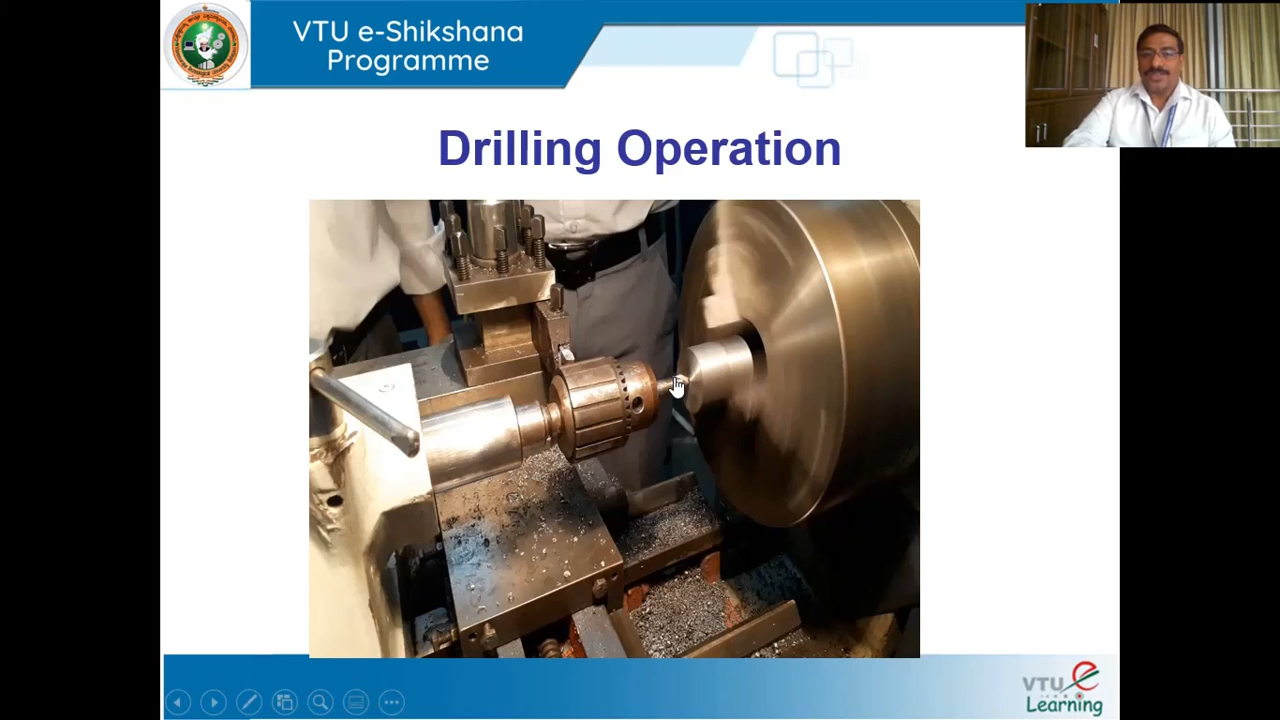 VTU e-Shikshana
Programme
Drilling Operation
VTU e
Learning